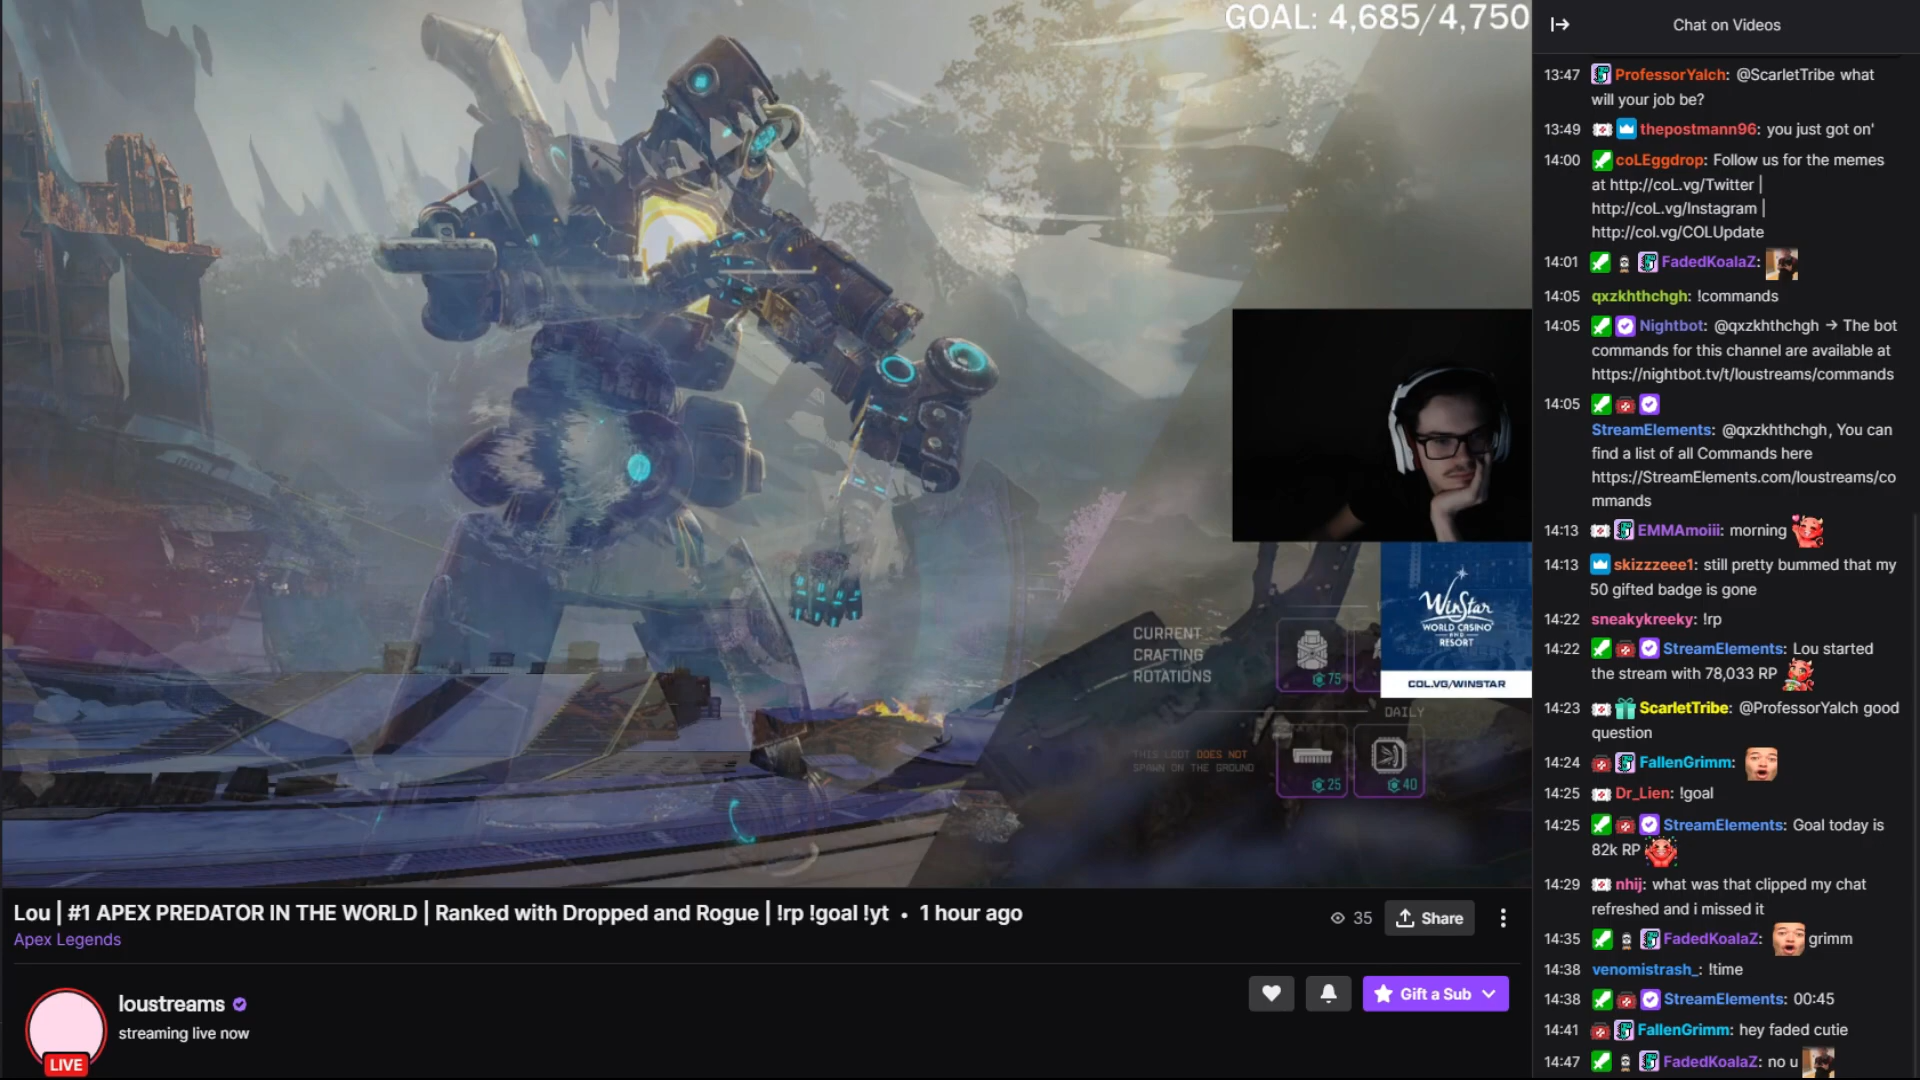 GOAL: 4,685/4,750
CURRENT
CRAFTING
ROTATIONS
75
WINSTAR
WORLD CASINO
AND
RESORT
COL.VG/WINSTAR
DAILY
THIS LOOT DOES NOT
SPAWN ON THE GROUND
25
40
Lou | #1 APEX PREDATOR IN THE WORLD | Ranked with Dropped and Rogue | !rp !goal !yt • 1 hour ago
35
Share
Apex Legends
loustreams
streaming live now
LIVE
Gift a Sub
Chat on Videos
13:47 ProfessorYalch: @ScarletTribe what
will your job be?
13:49 thepostmann96: you just got on'
14:00 coLEggdrop: Follow us for the memes
at http://coL.vg/Twitter |
http://coL.vg/Instagram |
http://col.vg/COLUpdate
14:01 FadedKoalaZ:
14:05 qxzkhthchgh: !commands
14:05 Nightbot: @qxzkhthchgh → The bot
commands for this channel are available at
https://nightbot.tv/t/loustreams/commands
14:05
StreamElements: @qxzkhthchgh, You can
find a list of all Commands here
https://StreamElements.com/loustreams/co
mmands
14:13 EMMAmoiii: morning
14:13 skizzzeee1: still pretty bummed that my
50 gifted badge is gone
14:22 sneakykreeky: !rp
14:22 StreamElements: Lou started
the stream with 78,033 RP
14:23 ScarletTribe: @ProfessorYalch good
question
14:24 FallenGrimm:
14:25 Dr_Lien: !goal
14:25 StreamElements: Goal today is
82k RP
14:29 nhij: what was that clipped my chat
refreshed and i missed it
14:35 FadedKoalaZ: grimm
14:38 venomistrash_: !time
14:38 StreamElements: 00:45
14:41 FallenGrimm: hey faded cutie
14:47 FadedKoalaZ: no u